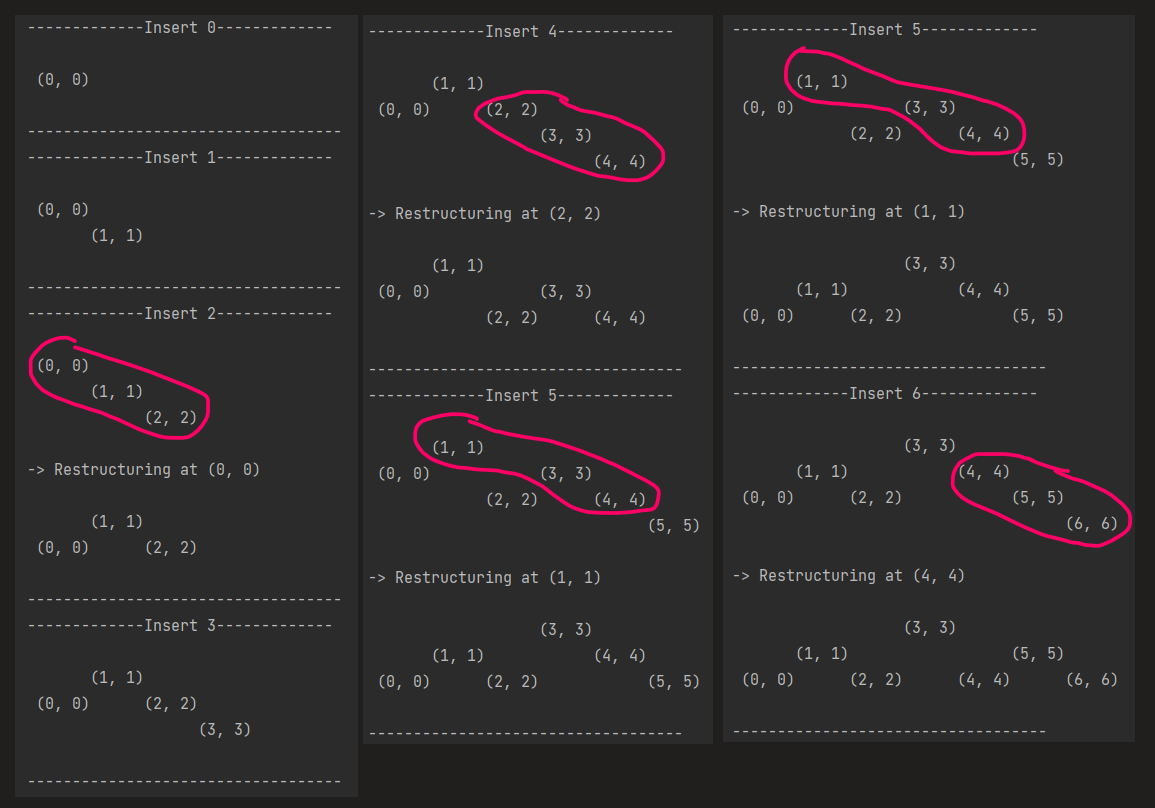 -------------Insert 0-------------
(0, 0)
-----------------------------------
-------------Insert 1-------------
(0, 0)
(1, 1)
-----------------------------------
-------------Insert 2-------------
(0, 0)
(1, 1)
(2, 2)
-> Restructuring at (0, 0)
(1, 1)
(0, 0) (2, 2)
-----------------------------------
-------------Insert 3-------------
(1, 1)
(0, 0) (2, 2)
(3, 3)
-----------------------------------
-------------Insert 4-------------
(1, 1)
(0, 0) (2, 2)
(3, 3)
(4, 4)
-> Restructuring at (2, 2)
(1, 1)
(0, 0) (3, 3)
(2, 2) (4, 4)
-----------------------------------
-------------Insert 5-------------
(1, 1)
(0, 0) (3, 3)
(2, 2) (4, 4)
(5, 5)
-> Restructuring at (1, 1)
(3, 3)
(1, 1) (4, 4)
(0, 0) (2, 2) (5, 5)
-----------------------------------
-------------Insert 5-------------
(1, 1)
(0, 0) (3, 3)
(2, 2) (4, 4)
(5, 5)
-> Restructuring at (1, 1)
(3, 3)
(1, 1) (4, 4)
(0, 0) (2, 2) (5, 5)
-----------------------------------
-------------Insert 6-------------
(3, 3)
(1, 1) (4, 4)
(0, 0) (2, 2) (5, 5)
(6, 6)
-> Restructuring at (4, 4)
(3, 3)
(1, 1) (5, 5)
(0, 0) (2, 2) (4, 4) (6, 6)
-----------------------------------